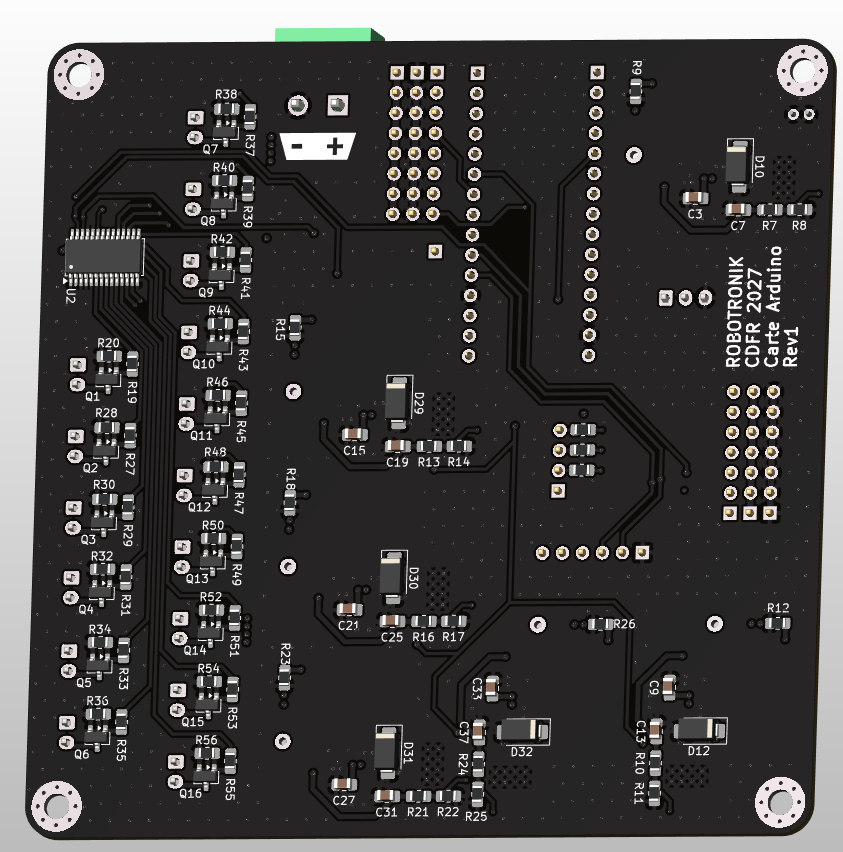 R38
R37
Q7
- +
R9
D10
C3
C7
R7
R8
R40
R39
Q8
R42
R41
Q9
U2
ROBOTRONIK
CDFR 2027
Carte Arduino
Rev1
R44
R43
Q10
R15
R20
R19
Q1
R46
R45
Q11
D29
C15
C19
R13
R14
R28
R27
Q2
R48
R47
Q12
R18
R30
R29
Q3
R50
R49
Q13
R32
R31
Q4
D30
C21
C25
R16
R17
R52
R51
Q14
R26
R12
R34
R33
Q5
R54
R53
Q15
R23
C33
C9
R36
R35
Q6
R56
R55
Q16
D31
C27
C31
R21
R22
C37
D32
R24
R25
C13
D12
R10
R11